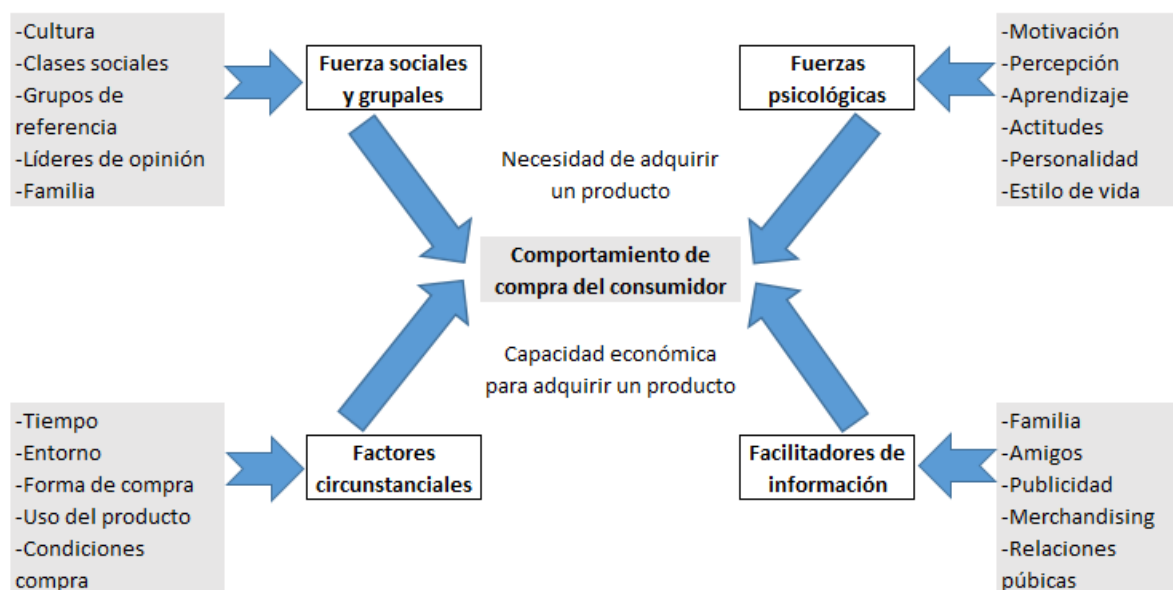 -Cultura
-Clases sociales
-Grupos de
referencia
-Líderes de opinión
-Familia
Fuerza sociales
y grupales
Fuerzas
psicológicas
-Motivación
-Percepción
-Aprendizaje
-Actitudes
-Personalidad
-Estilo de vida
Necesidad de adquirir
un producto
Comportamiento de
compra del consumidor
Capacidad económica
para adquirir un producto
-Tiempo
-Entorno
-Forma de compra
-Uso del producto
-Condiciones
compra
Factores
circunstanciales
Facilitadores de
información
-Familia
-Amigos
-Publicidad
-Merchandising
-Relaciones
púbicas